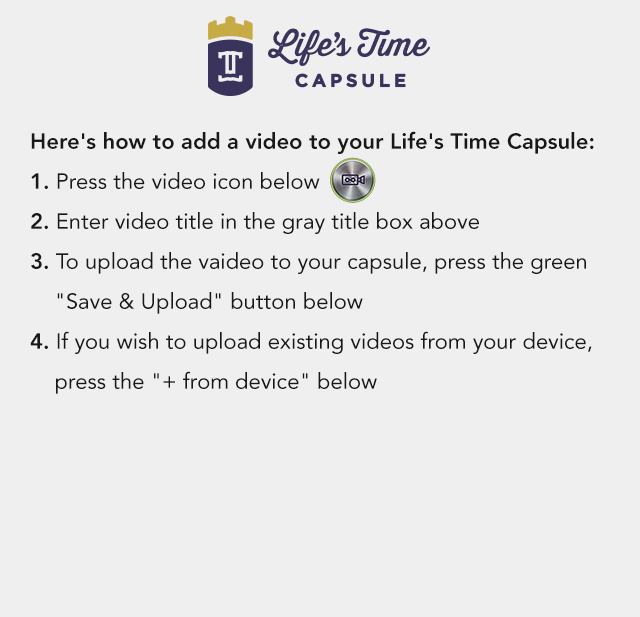 Life's Time
CAPSULE
Here's how to add a video to your Life's Time Capsule:
1. Press the video icon below
2. Enter video title in the gray title box above
3. To upload the vaideo to your capsule, press the green
"Save & Upload" button below
4. If you wish to upload existing videos from your device,
press the "+ from device" below